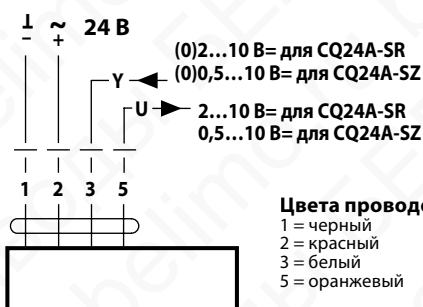 ⊥ ~ 24 В
– +
(0)2...10 В= для CQ24A-SR
Y (0)0,5...10 В= для CQ24A-SZ
U 2...10 В= для CQ24A-SR
0,5...10 В= для CQ24A-SZ
1 2 3 5
Цвета проводо
1 = черный
2 = красный
3 = белый
5 = оранжевый